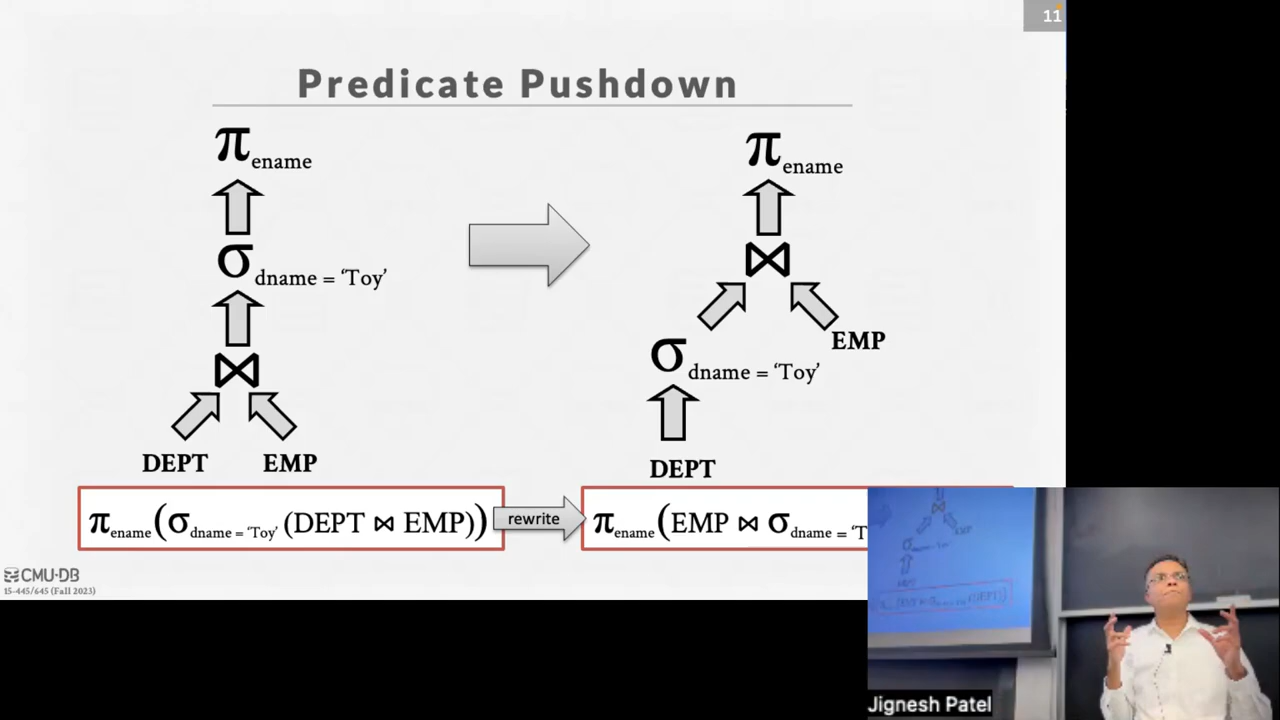 11
Predicate Pushdown
π ename
σ dname = ‘Toy’
⋈
DEPT EMP
π ename
⋈
EMP
σ dname = ‘Toy’
DEPT
π ename (σ dname = ‘Toy’ (DEPT ⋈ EMP))
rewrite
π ename (EMP ⋈ σ dname = ‘T
CMU·DB
15-445/645 (Fall 2023)
Jignesh Patel